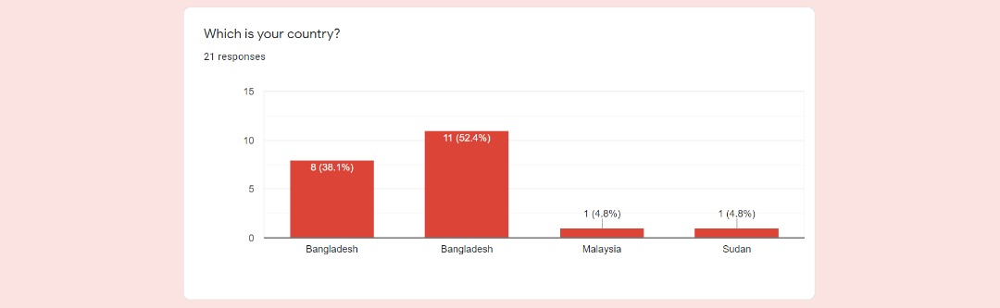 Which is your country?
21 responses
15
10
5
0
8 (38.1%)
11 (52.4%)
1 (4.8%)
1 (4.8%)
Bangladesh
Bangladesh
Malaysia
Sudan